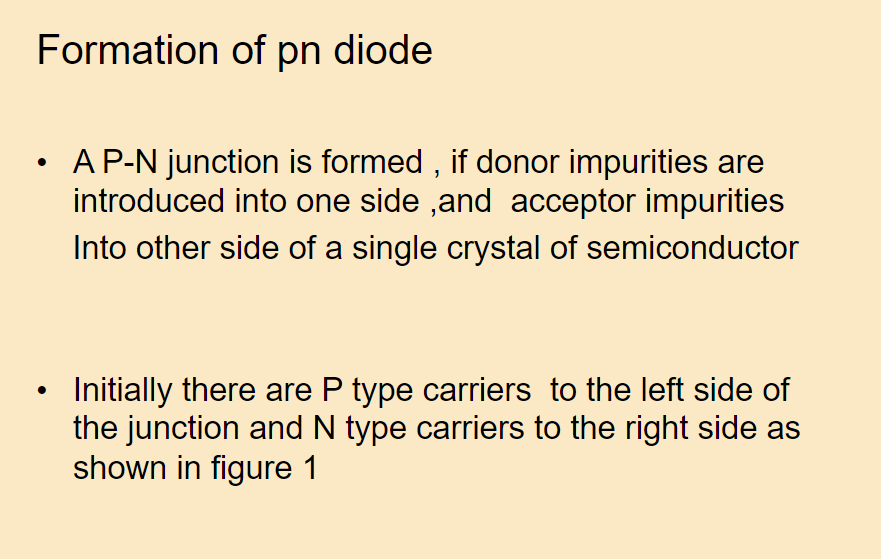 Formation of pn diode
• A P-N junction is formed , if donor impurities are
introduced into one side ,and  acceptor impurities
Into other side of a single crystal of semiconductor
• Initially there are P type carriers  to the left side of
the junction and N type carriers to the right side as
shown in figure 1